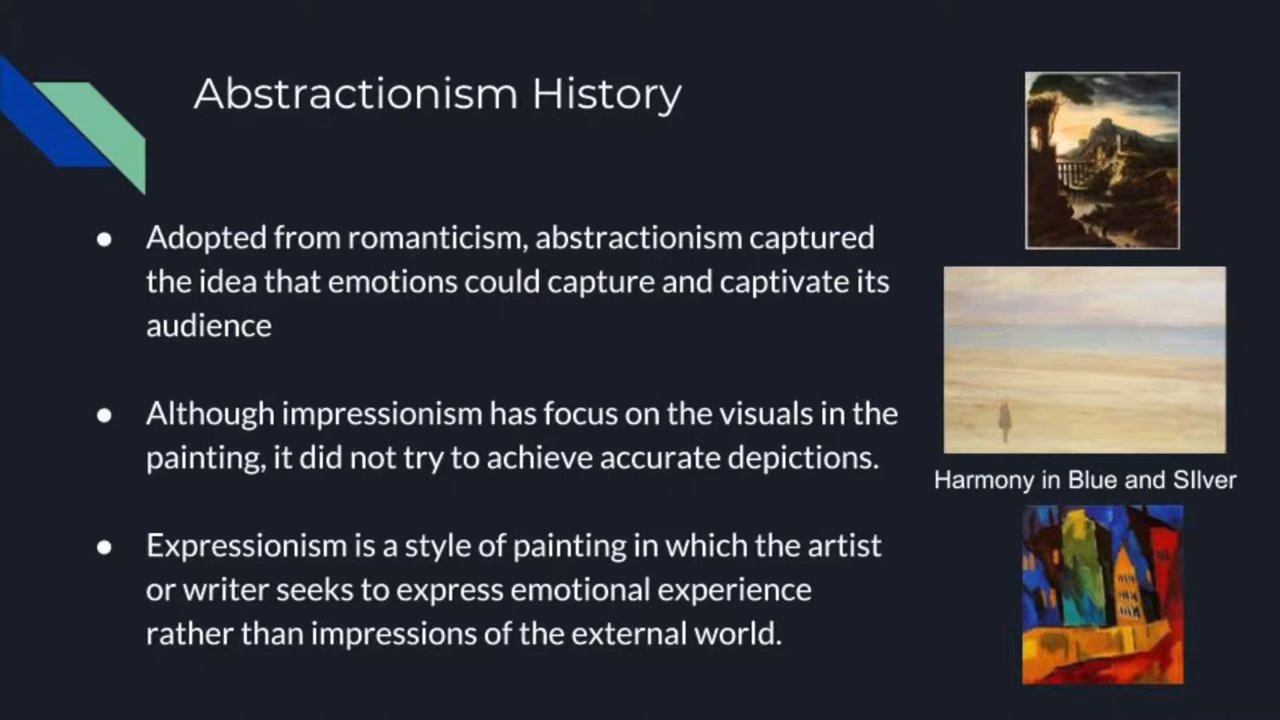 Abstractionism History
● Adopted from romanticism, abstractionism captured
the idea that emotions could capture and captivate its
audience
● Although impressionism has focus on the visuals in the
painting, it did not try to achieve accurate depictions.
● Expressionism is a style of painting in which the artist
or writer seeks to express emotional experience
rather than impressions of the external world.
Harmony in Blue and SIlver